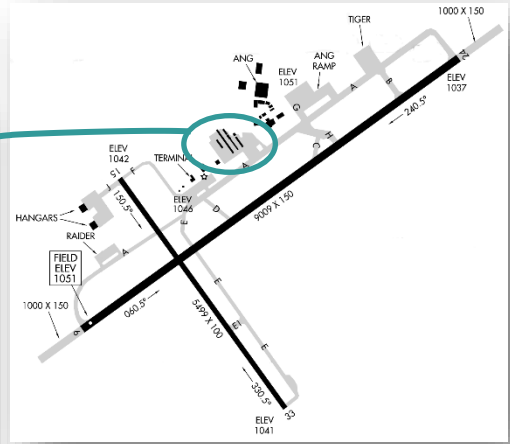 1000 X 150
TIGER
ANG
ELEV
1051
ANG
RAMP
24
ELEV
1037
A
B
G
240.5°
H
C
ELEV
1042
TERMINA
A
15
F
J
150.5°
ELEV
1046
9009 X 150
HANGARS
E
D
RAIDER
A
FIELD
ELEV
1051
060.5°
E
1000 X 150
6
5499 X 100
E1
E
330.5°
33
ELEV
1041